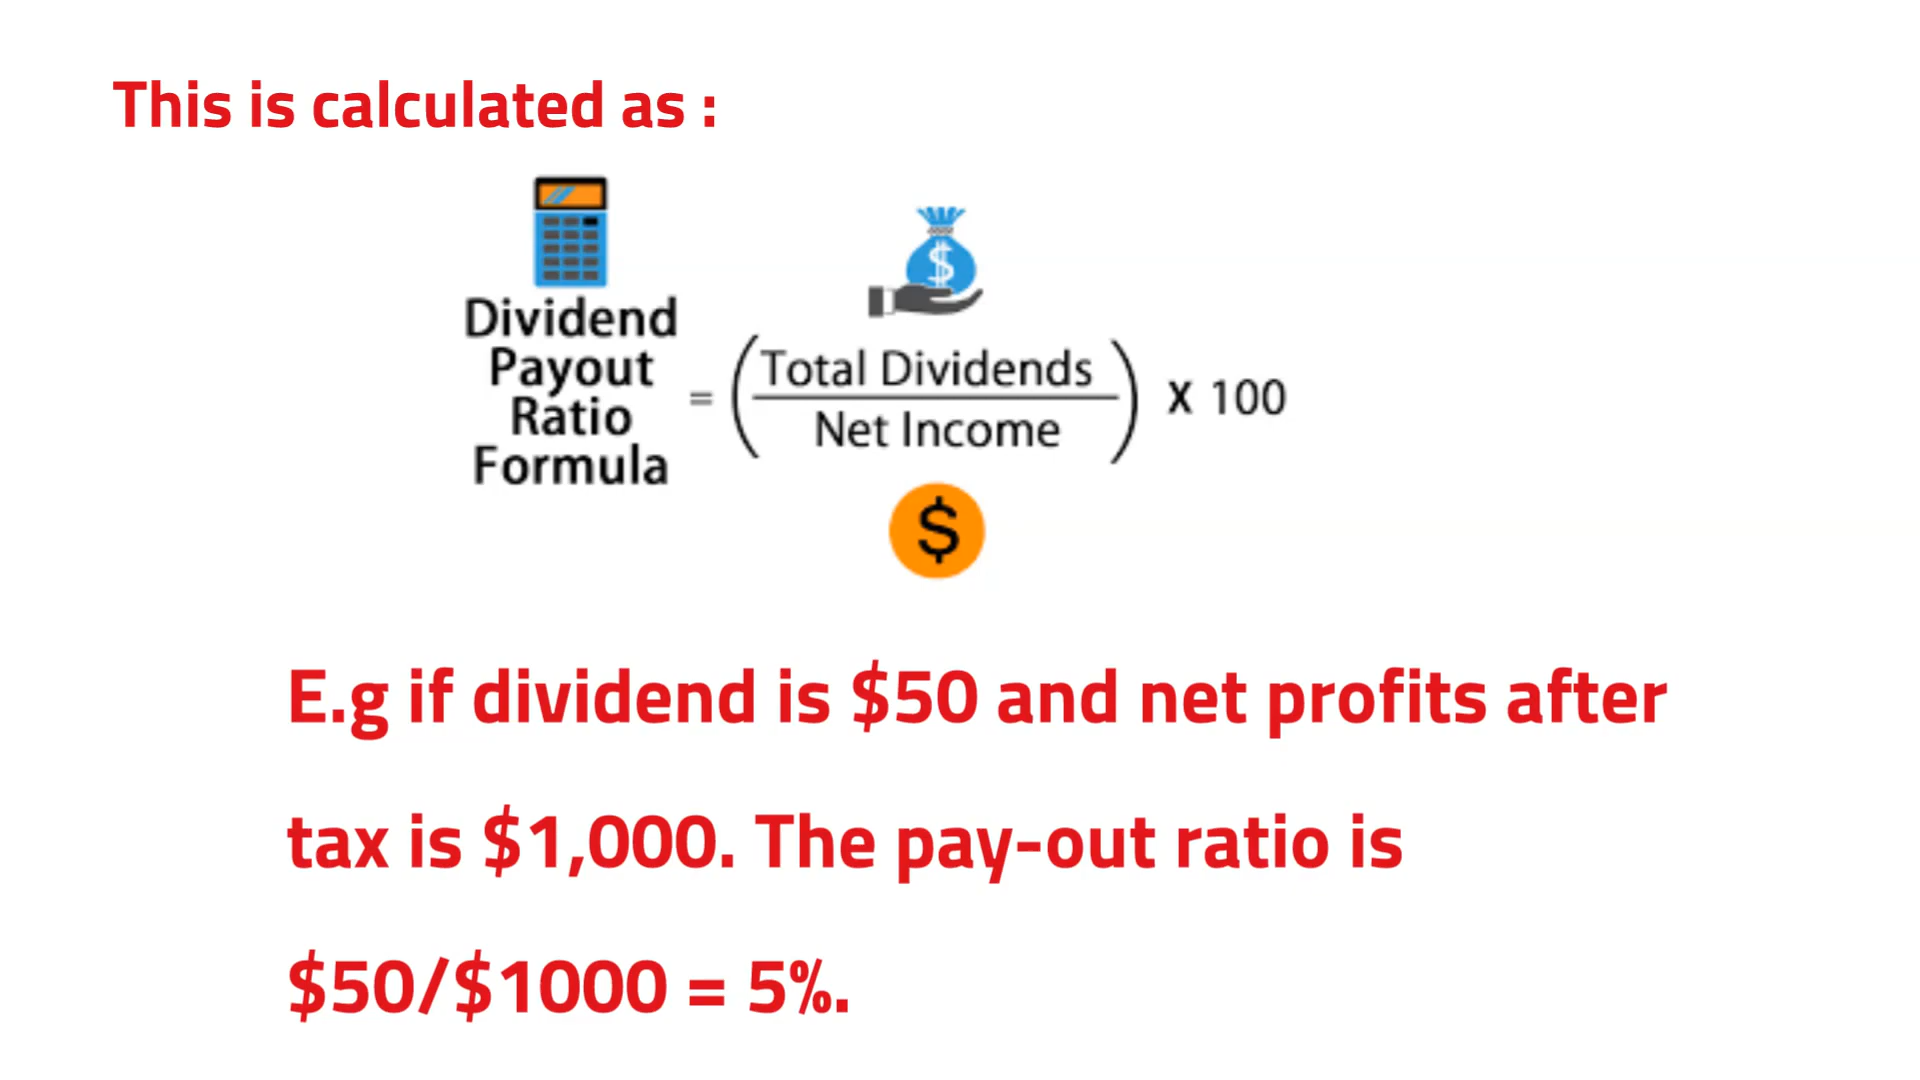 This is calculated as :
$
Dividend
Payout
Ratio
Formula
=
(Total Dividends
Net Income)
X 100
$
E.g if dividend is $50 and net profits after
tax is $1,000. The pay-out ratio is
$50/$1000 = 5%.